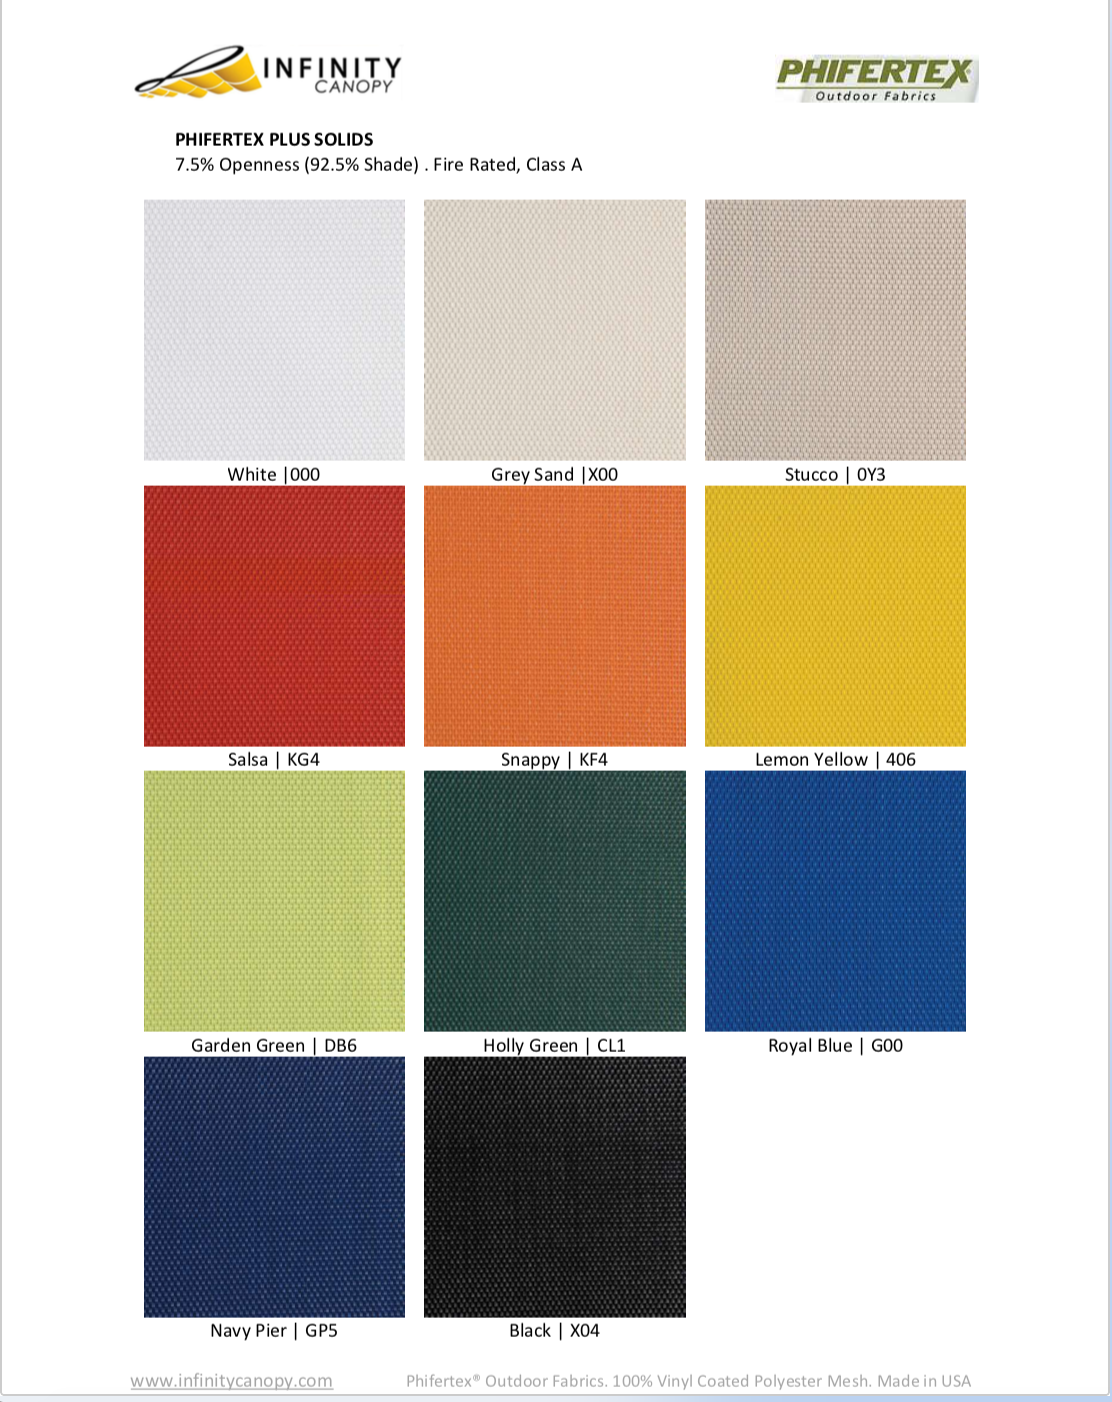 INFINITY
CANOPY
PHIFERTEX®
Outdoor Fabrics
PHIFERTEX PLUS SOLIDS
7.5% Openness (92.5% Shade) . Fire Rated, Class A
White |000
Grey Sand |X00
Stucco | 0Y3
Salsa | KG4
Snappy | KF4
Lemon Yellow | 406
Garden Green | DB6
Holly Green | CL1
Royal Blue | G00
Navy Pier | GP5
Black | X04
www.infinitycanopy.com
Phifertex® Outdoor Fabrics. 100% Vinyl Coated Polyester Mesh. Made in USA